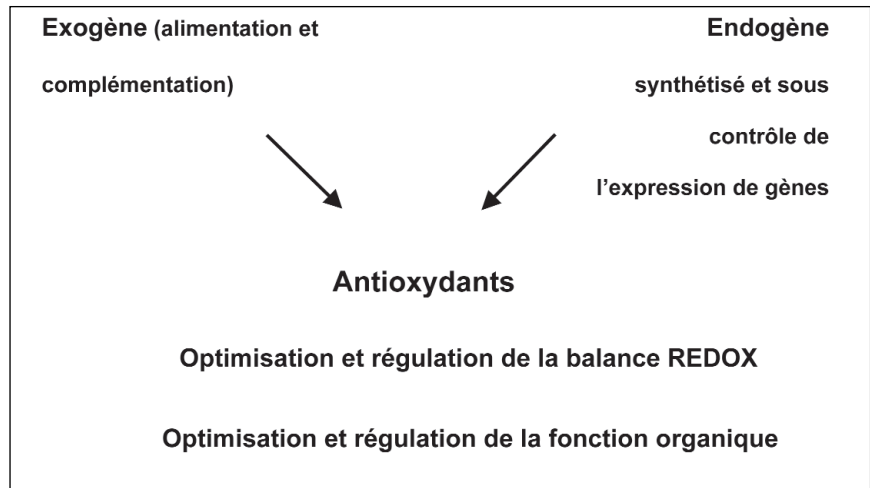 Exogène (alimentation et
complémentation)
Endogène
synthétisé et sous
contrôle de
l’expression de gènes
Antioxydants
Optimisation et régulation de la balance REDOX
Optimisation et régulation de la fonction organique